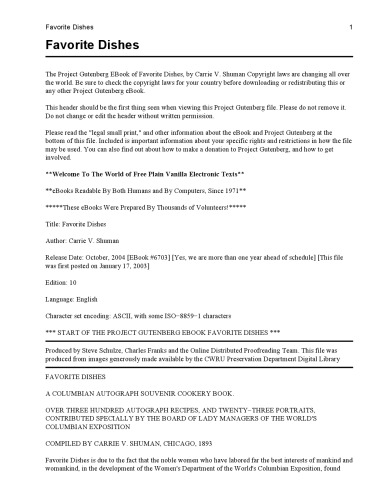 Favorite Dishes 1
Favorite Dishes
The Project Gutenberg EBook of Favorite Dishes, by Carrie V. Shuman Copyright laws are changing all over
the world. Be sure to check the copyright laws for your country before downloading or redistributing this or
any other Project Gutenberg eBook.
This header should be the first thing seen when viewing this Project Gutenberg file. Please do not remove it.
Do not change or edit the header without written permission.
Please read the "legal small print," and other information about the eBook and Project Gutenberg at the
bottom of this file. Included is important information about your specific rights and restrictions in how the file
may be used. You can also find out about how to make a donation to Project Gutenberg, and how to get
involved.
**Welcome To The World of Free Plain Vanilla Electronic Texts**
**eBooks Readable By Both Humans and By Computers, Since 1971**
*****These eBooks Were Prepared By Thousands of Volunteers!*****
Title: Favorite Dishes
Author: Carrie V. Shuman
Release Date: October, 2004 [EBook #6703] [Yes, we are more than one year ahead of schedule] [This file
was first posted on January 17, 2003]
Edition: 10
Language: English
Character set encoding: ASCII, with some ISO−8859−1 characters
*** START OF THE PROJECT GUTENBERG EBOOK FAVORITE DISHES ***
Produced by Steve Schulze, Charles Franks and the Online Distributed Proofreading Team. This file was
produced from images generously made available by the CWRU Preservation Department Digital Library
FAVORITE DISHES
A COLUMBIAN AUTOGRAPH SOUVENIR COOKERY BOOK.
OVER THREE HUNDRED AUTOGRAPH RECIPES, AND TWENTY−THREE PORTRAITS,
CONTRIBUTED SPECIALLY BY THE BOARD OF LADY MANAGERS OF THE WORLD'S
COLUMBIAN EXPOSITION
COMPILED BY CARRIE V. SHUMAN, CHICAGO, 1893
Favorite Dishes is due to the fact that the noble women who have labored for the best interests of mankind and
womankind, in the development of the Women's Department of the World's Columbian Exposition, found